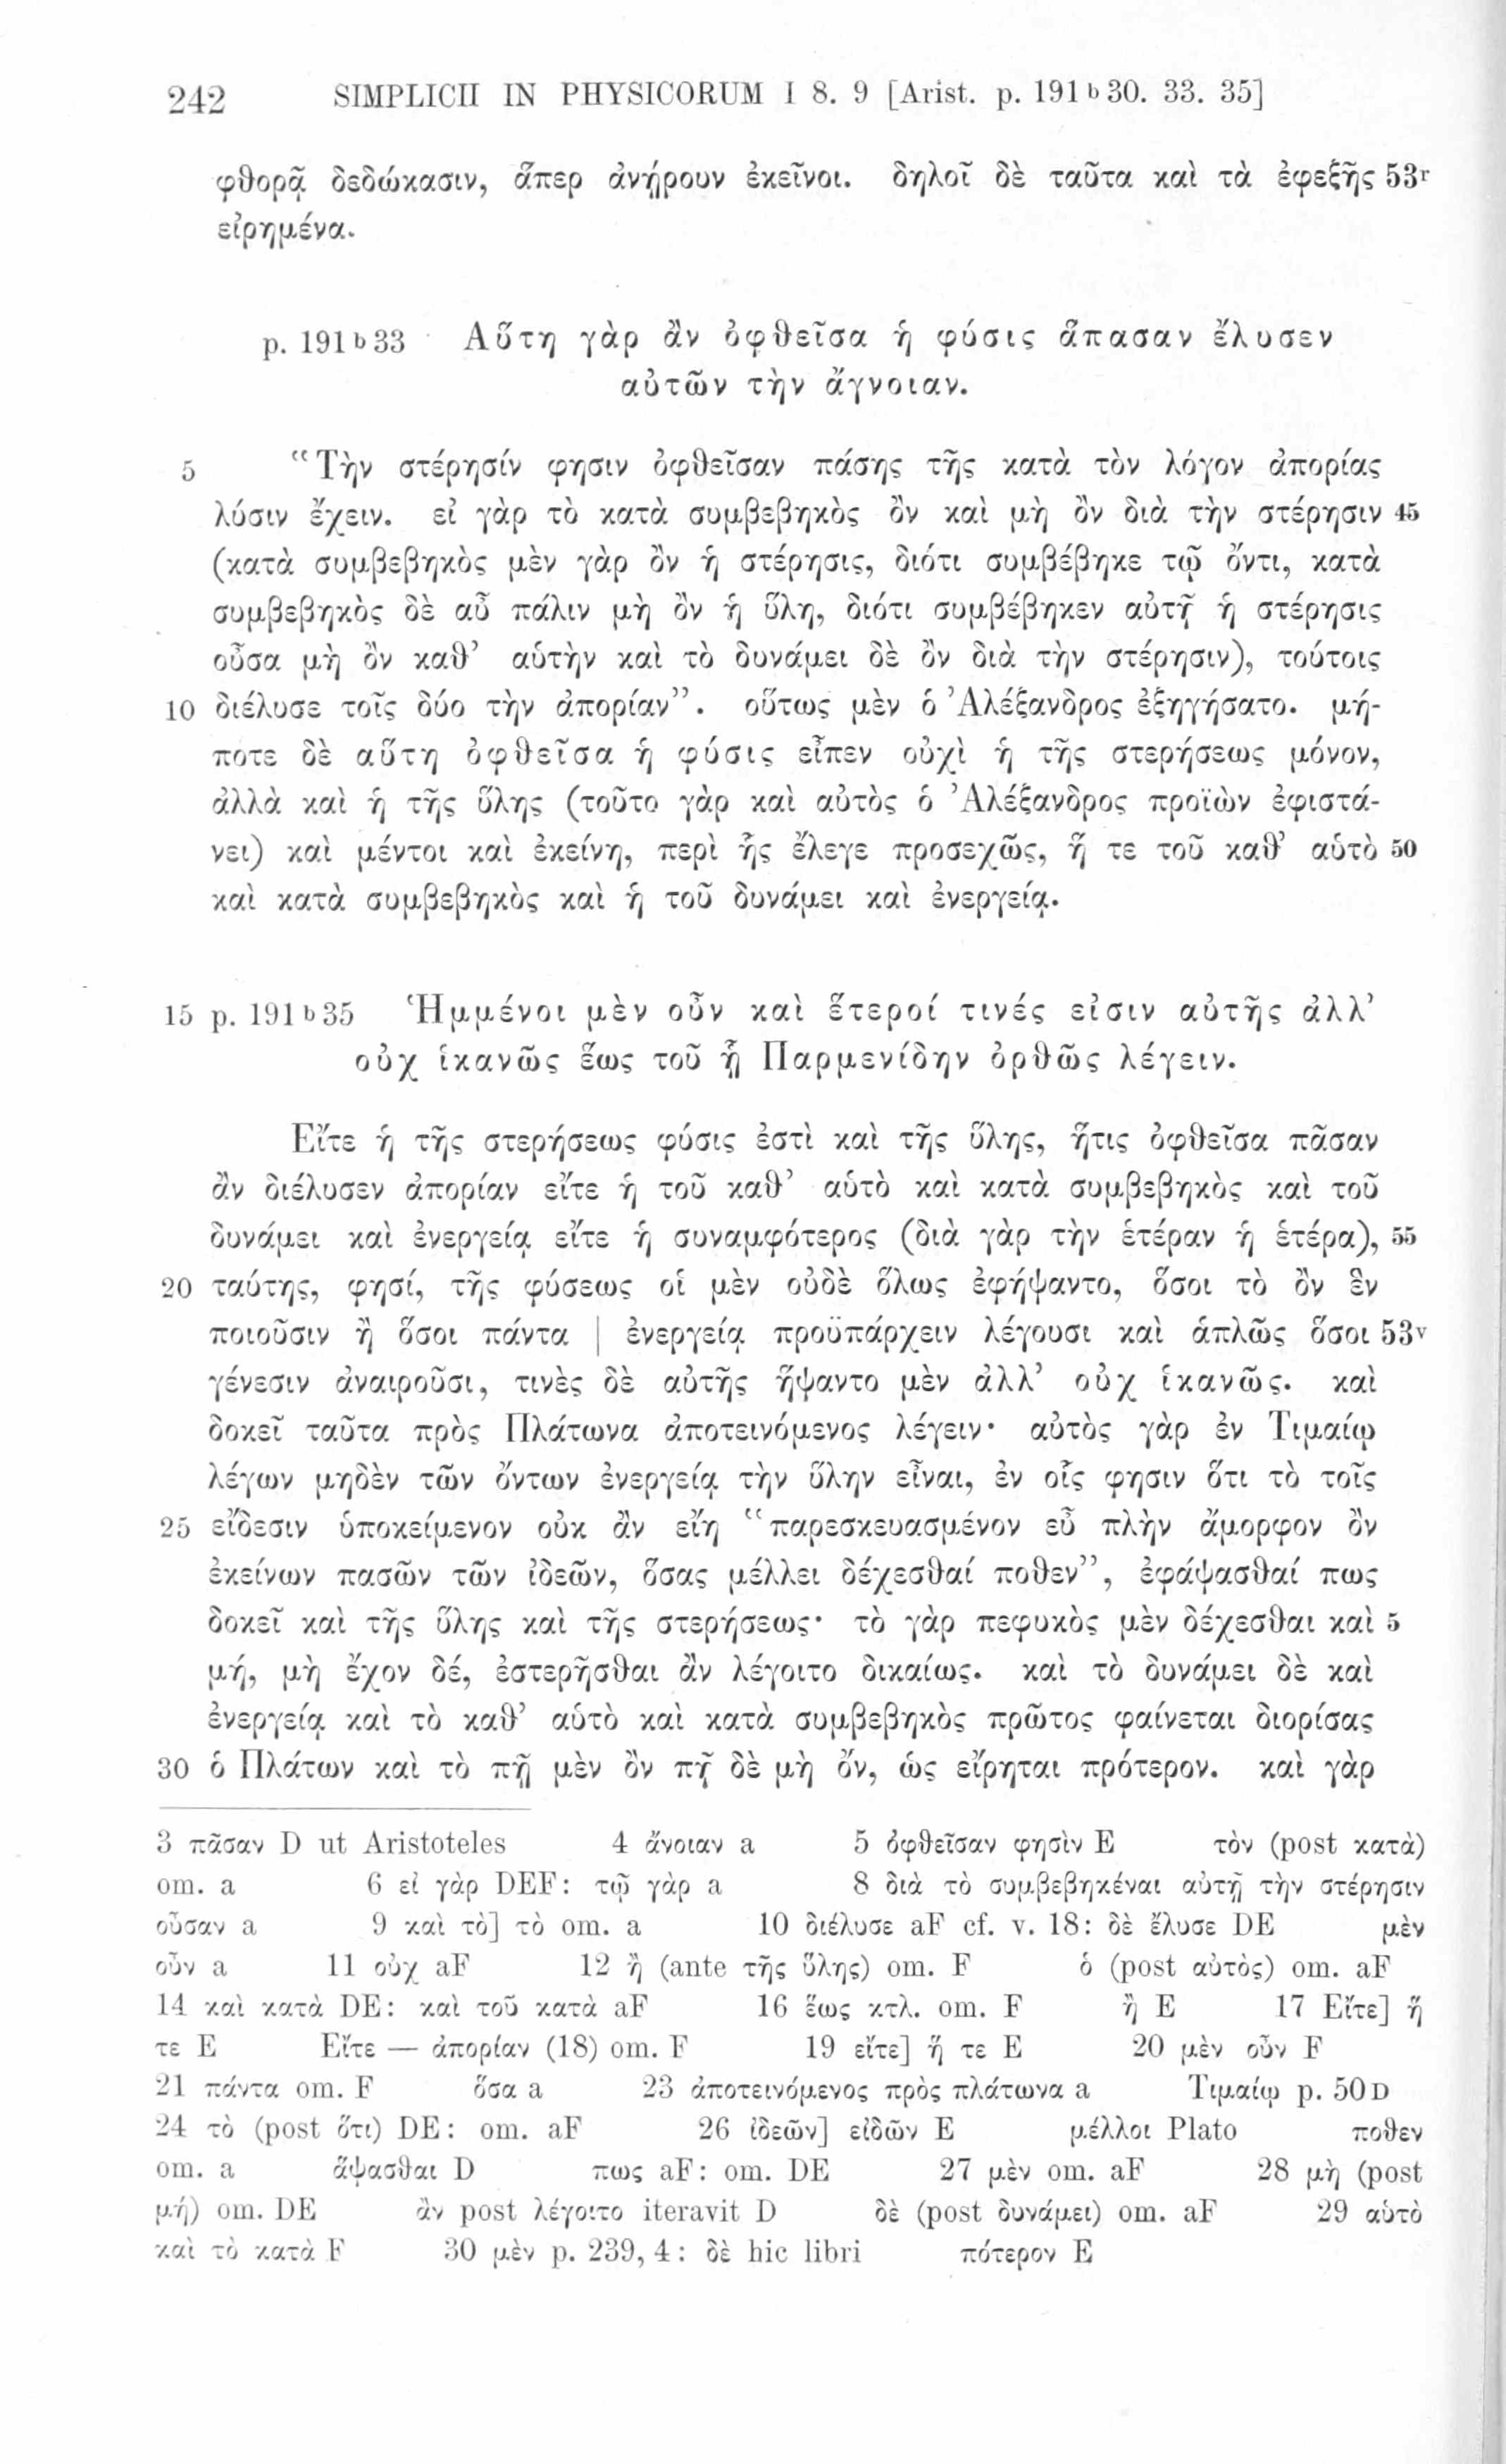 242 SIMPLICII IN PHYSICORUM I 8. 9 [Arist. p. 191 b 30. 33. 35]
φθορᾷ δεδώκασιν, ἅπερ ἀνῄρουν ἐκεῖνοι. δηλοῖ δὲ ταῦτα καὶ τὰ ἐφεξῆς 53r
εἰρημένα.
p. 191 b 33 Αὕτη γὰρ ἂν ὀφθεῖσα ἡ φύσις ἅπασαν ἔλυσεν
αὐτῶν τὴν ἄγνοιαν.
5 “Τὴν στέρησίν φησιν ὀφθεῖσαν πάσης τῆς κατὰ τὸν λόγον ἀπορίας
λύσιν ἔχειν. εἰ γὰρ τὸ κατὰ συμβεβηκὸς ὂν καὶ μὴ ὂν διὰ τὴν στέρησιν 45
(κατὰ συμβεβηκὸς μὲν γὰρ ὂν ἡ στέρησις, διότι συμβέβηκε τῷ ὄντι, κατὰ
συμβεβηκὸς δὲ αὖ πάλιν μὴ ὂν ἡ ὕλη, διότι συμβέβηκεν αὐτῇ ἡ στέρησις
οὖσα μὴ ὂν καθ’ αὑτὴν καὶ τὸ δυνάμει δὲ ὂν διὰ τὴν στέρησιν), τούτοις
10 διέλυσε τοῖς δύο τὴν ἀπορίαν”. οὕτως μὲν ὁ Ἀλέξανδρος ἐξηγήσατο. μή-
ποτε δὲ αὕτη ὀφθεῖσα ἡ φύσις εἶπεν οὐχὶ ἡ τῆς στερήσεως μόνον,
ἀλλὰ καὶ ἡ τῆς ὕλης (τοῦτο γὰρ καὶ αὐτὸς ὁ Ἀλέξανδρος προϊὼν ἐφιστά-
νει) καὶ μέντοι καὶ ἐκείνη, περὶ ἧς ἔλεγε προσεχῶς, ἥ τε τοῦ καθ’ αὑτὸ 50
καὶ κατὰ συμβεβηκὸς καὶ ἡ τοῦ δυνάμει καὶ ἐνεργείᾳ.
15 p. 191 b 35 Ἡμμένοι μὲν οὖν καὶ ἕτεροί τινές εἰσιν αὐτῆς ἀλλ’
οὐχ ἱκανῶς ἕως τοῦ ᾗ Παρμενίδην ὀρθῶς λέγειν.
Εἴτε ἡ τῆς στερήσεως φύσις ἐστὶ καὶ τῆς ὕλης, ἥτις ὀφθεῖσα πᾶσαν
ἂν διέλυσεν ἀπορίαν εἴτε ἡ τοῦ καθ’ αὑτὸ καὶ κατὰ συμβεβηκὸς καὶ τοῦ
δυνάμει καὶ ἐνεργείᾳ εἴτε ἡ συναμφότερος (διὰ γὰρ τὴν ἑτέραν ἡ ἑτέρα), 55
20 ταύτης, φησί, τῆς φύσεως οἱ μὲν οὐδὲ ὅλως ἐφήψαντο, ὅσοι τὸ ὂν ἓν
ποιοῦσιν ἢ ὅσοι πάντα | ἐνεργείᾳ προϋπάρχειν λέγουσι καὶ ἁπλῶς ὅσοι 53v
γένεσιν ἀναιροῦσι, τινὲς δὲ αὐτῆς ἥψαντο μὲν ἀλλ’ οὐχ ἱκανῶς. καὶ
δοκεῖ ταῦτα πρὸς Πλάτωνα ἀποτεινόμενος λέγειν· αὐτὸς γὰρ ἐν Τιμαίῳ
λέγων μηδὲν τῶν ὄντων ἐνεργείᾳ τὴν ὕλην εἶναι, ἐν οἷς φησιν ὅτι τὸ τοῖς
25 εἴδεσιν ὑποκείμενον οὐκ ἂν εἴη “παρεσκευασμένον εὖ πλὴν ἄμορφον ὂν
ἐκείνων πασῶν τῶν ἰδεῶν, ὅσας μέλλει δέχεσθαί ποθεν”, ἐφάψασθαί πως
δοκεῖ καὶ τῆς ὕλης καὶ τῆς στερήσεως· τὸ γὰρ πεφυκὸς μὲν δέχεσθαι καὶ 5
μή, μὴ ἔχον δέ, ἐστερῆσθαι ἂν λέγοιτο δικαίως. καὶ τὸ δυνάμει δὲ καὶ
ἐνεργείᾳ καὶ τὸ καθ’ αὑτὸ καὶ κατὰ συμβεβηκὸς πρῶτος φαίνεται διορίσας
30 ὁ Πλάτων καὶ τὸ πῇ μὲν ὂν πῇ δὲ μὴ ὄν, ὡς εἴρηται πρότερον. καὶ γὰρ
3 πᾶσαν D ut Aristoteles 4 ἄνοιαν a 5 ὀφθεῖσαν φησὶν E τὸν (post κατὰ)
om. a 6 εἰ γὰρ DEF: τῷ γὰρ a 8 διὰ τὸ συμβεβηκέναι αὐτῇ τὴν στέρησιν
οὖσαν a 9 καὶ τὸ] τὸ om. a 10 διέλυσε aF cf. v. 18: δὲ ἔλυσε DE μὲν
οὖν a 11 οὐχ aF 12 ἢ (ante τῆς ὕλης) om. F ὁ (post αὐτὸς) om. aF
14 καὶ κατὰ DE: καὶ τοῦ κατὰ aF 16 ἕως κτλ. om. F ἢ E 17 Εἴτε] ἥ
τε E Εἴτε — ἀπορίαν (18) om. F 19 εἴτε] ἥ τε E 20 μὲν οὖν F
21 πάντα om. F ὅσα a 23 ἀποτεινόμενος πρὸς πλάτωνα a Τιμαίῳ p. 50D
24 τὸ (post ὅτι) DE: om. aF 26 ἰδεῶν] εἰδῶν E μέλλοι Plato ποθεν
om. a ἅψασθαι D πως aF: om. DE 27 μὲν om. aF 28 μὴ (post
μή) om. DE ἂν post λέγοιτο iteravit D δὲ (post δυνάμει) om. aF 29 αὑτὸ
καὶ τὸ κατὰ F 30 μὲν p. 239, 4: δὲ hic libri πότερον E